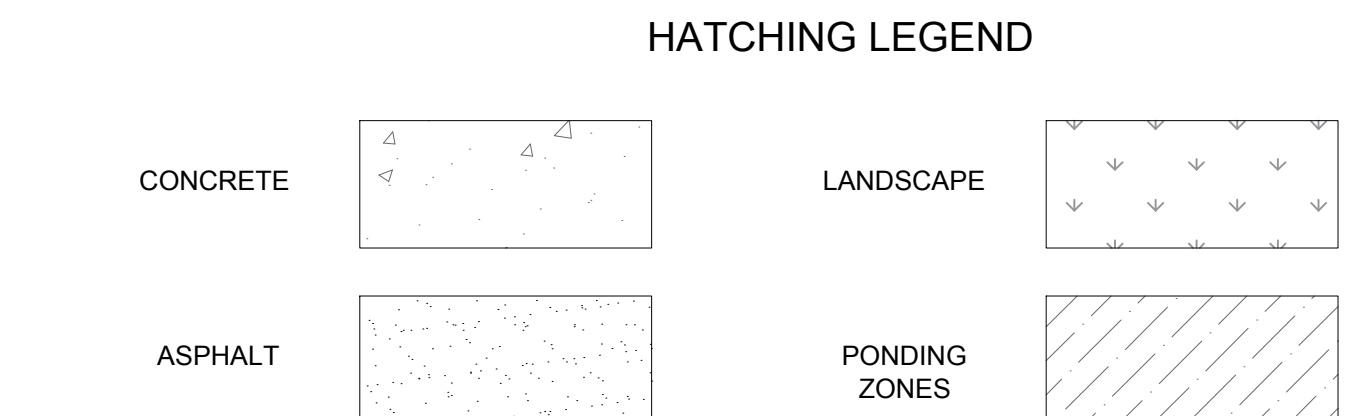 HATCHING LEGEND
CONCRETE
LANDSCAPE
ASPHALT
PONDING
ZONES